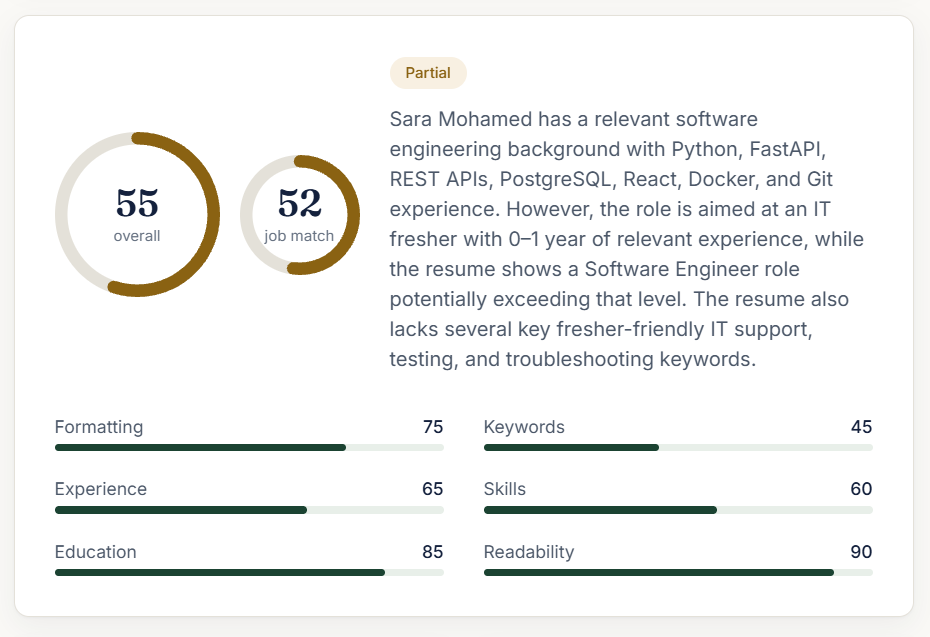 Partial
55
overall
52
job match
Sara Mohamed has a relevant software
engineering background with Python, FastAPI,
REST APIs, PostgreSQL, React, Docker, and Git
experience. However, the role is aimed at an IT
fresher with 0–1 year of relevant experience, while
the resume shows a Software Engineer role
potentially exceeding that level. The resume also
lacks several key fresher-friendly IT support,
testing, and troubleshooting keywords.
Formatting 75
Keywords 45
Experience 65
Skills 60
Education 85
Readability 90